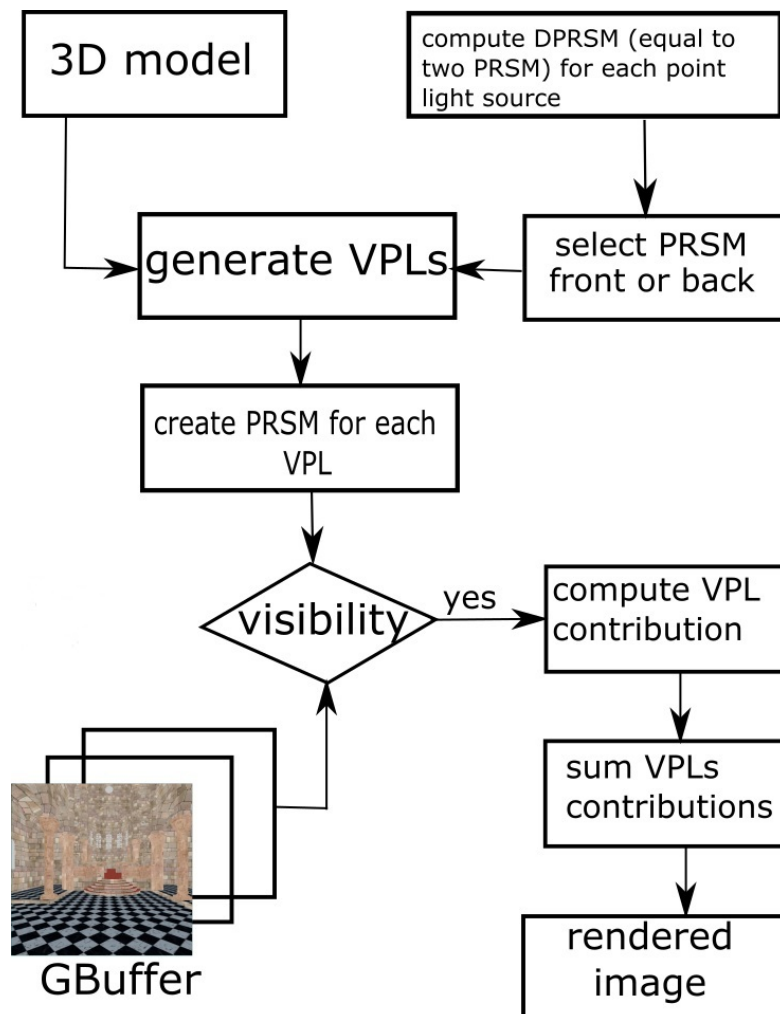 3D model
compute DPRSM (equal to
two PRSM) for each point
light source
generate VPLs
select PRSM
front or back
create PRSM for each
VPL
visibility
yes
compute VPL
contribution
sum VPLs
contributions
GBuffer
rendered
image